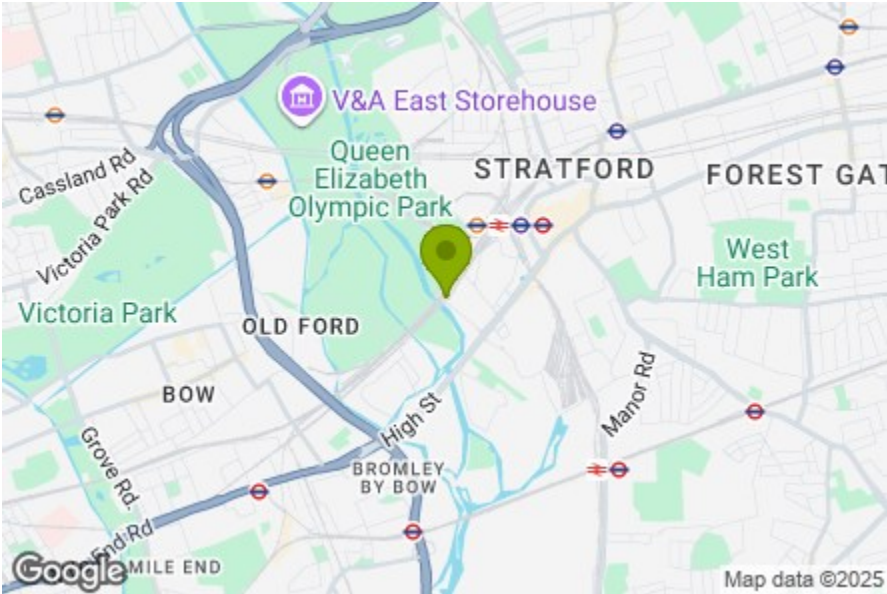 V&A East Storehouse
Queen
Elizabeth
Olympic Park
STRATFORD
FOREST GAT
Cassland Rd
Victoria Park Rd
West
Ham Park
Victoria Park
OLD FORD
BOW
Manor Rd
High St
Grove Rd.
BROMLEY
BY BOW
End Rd
MILE END
Google
Map data ©2025